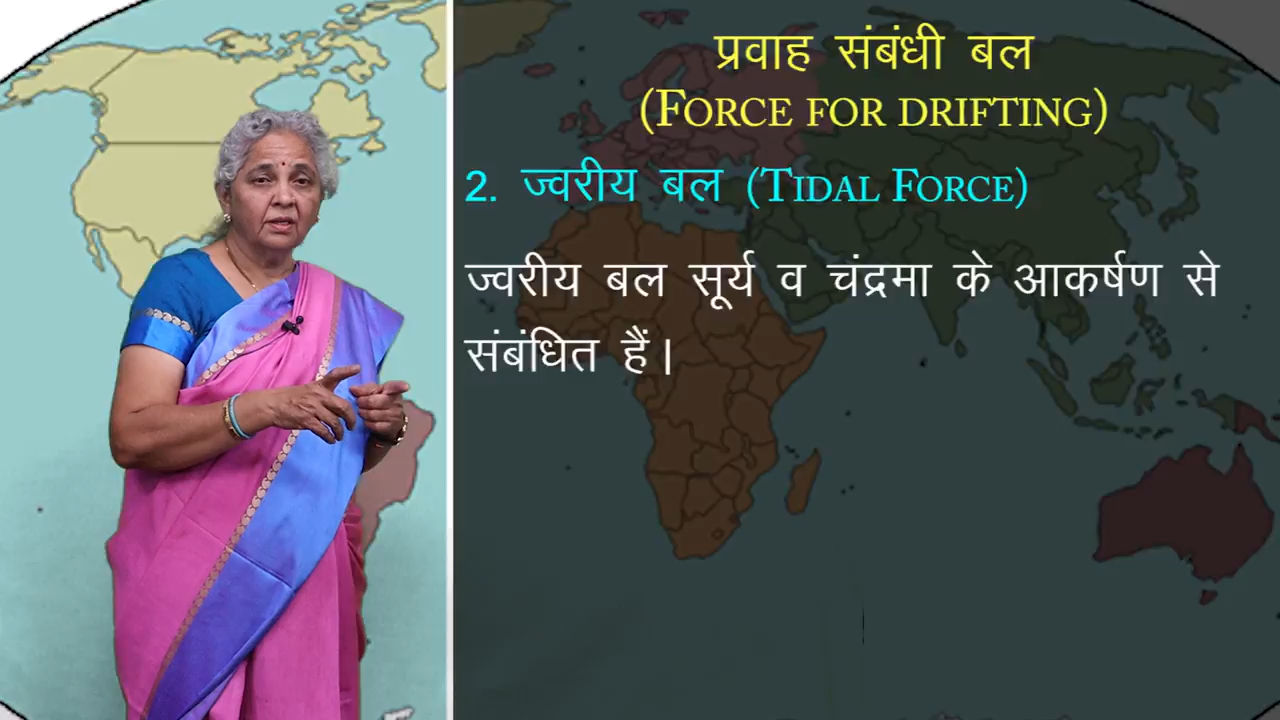 प्रवाह संबंधी बल
(FORCE FOR DRIFTING)
2. ज्वरीय बल (TIDAL FORCE)
ज्वरीय बल सूर्य व चंद्रमा के आकर्षण से
संबंधित हैं।